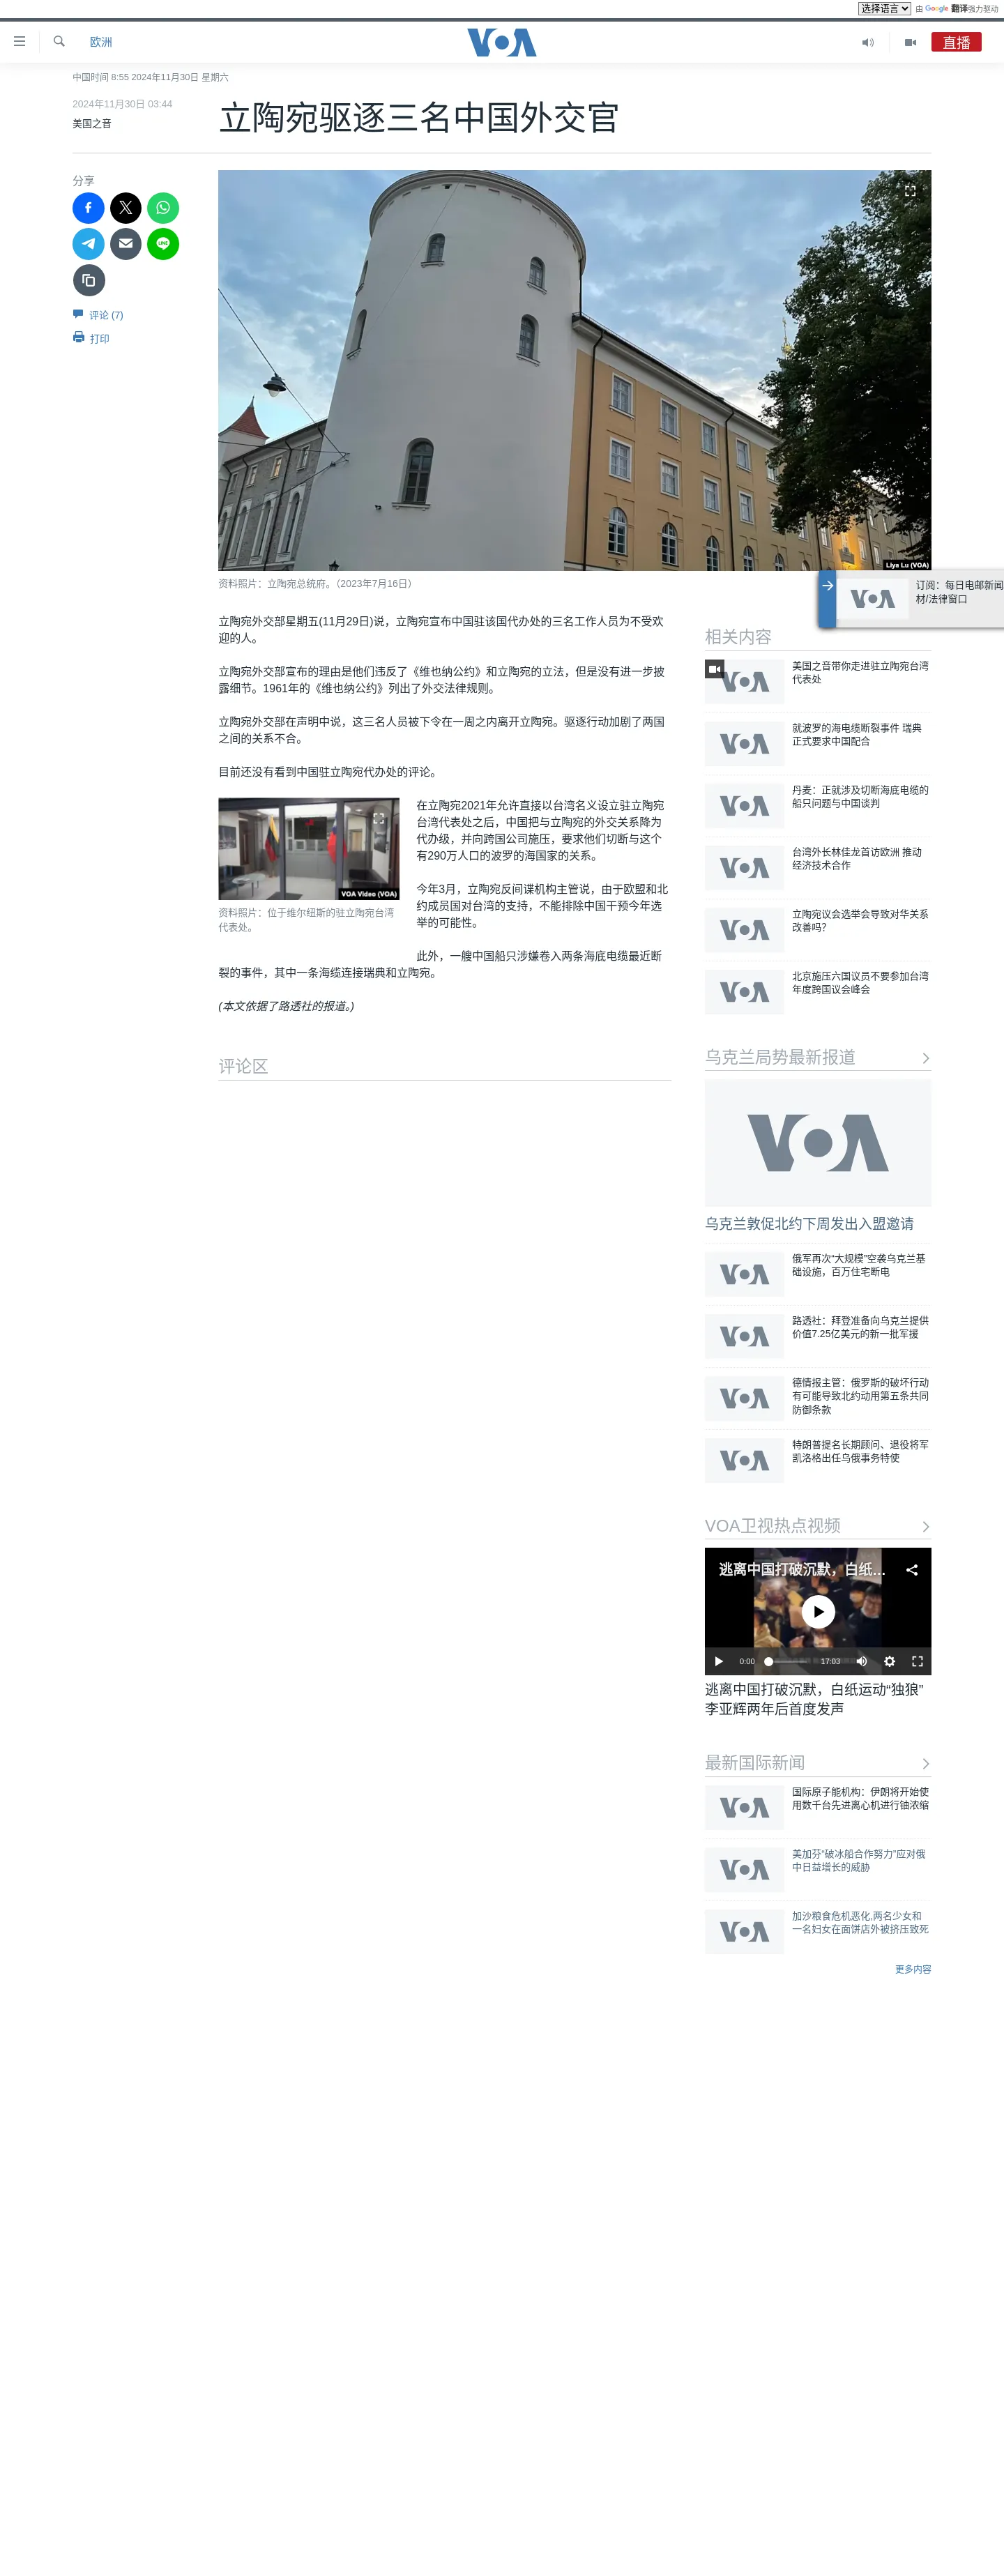 选择语言
由 Google 翻译强力驱动
欧洲
VOA
直播
中国时间 8:55 2024年11月30日 星期六
2024年11月30日 03:44
美国之音
立陶宛驱逐三名中国外交官
分享
评论 (7)
打印
Liya Lu (VOA)
资料照片：立陶宛总统府。（2023年7月16日）
订阅：每日电邮新闻
材/法律窗口
立陶宛外交部星期五(11月29日)说，立陶宛宣布中国驻该国代办处的三名工作人员为不受欢
迎的人。
立陶宛外交部宣布的理由是他们违反了《维也纳公约》和立陶宛的立法，但是没有进一步披
露细节。1961年的《维也纳公约》列出了外交法律规则。
立陶宛外交部在声明中说，这三名人员被下令在一周之内离开立陶宛。驱逐行动加剧了两国
之间的关系不合。
目前还没有看到中国驻立陶宛代办处的评论。
VOA Video (VOA)
资料照片：位于维尔纽斯的驻立陶宛台湾
代表处。
在立陶宛2021年允许直接以台湾名义设立驻立陶宛
台湾代表处之后，中国把与立陶宛的外交关系降为
代办级，并向跨国公司施压，要求他们切断与这个
有290万人口的波罗的海国家的关系。
今年3月，立陶宛反间谍机构主管说，由于欧盟和北
约成员国对台湾的支持，不能排除中国干预今年选
举的可能性。
此外，一艘中国船只涉嫌卷入两条海底电缆最近断
裂的事件，其中一条海缆连接瑞典和立陶宛。
(本文依据了路透社的报道。)
评论区
相关内容
美国之音带你走进驻立陶宛台湾
代表处
就波罗的海电缆断裂事件 瑞典
正式要求中国配合
丹麦：正就涉及切断海底电缆的
船只问题与中国谈判
台湾外长林佳龙首访欧洲 推动
经济技术合作
立陶宛议会选举会导致对华关系
改善吗？
北京施压六国议员不要参加台湾
年度跨国议会峰会
乌克兰局势最新报道
VOA
乌克兰敦促北约下周发出入盟邀请
俄军再次“大规模”空袭乌克兰基
础设施，百万住宅断电
路透社：拜登准备向乌克兰提供
价值7.25亿美元的新一批军援
德情报主管：俄罗斯的破坏行动
有可能导致北约动用第五条共同
防御条款
特朗普提名长期顾问、退役将军
凯洛格出任乌俄事务特使
VOA卫视热点视频
逃离中国打破沉默，白纸...
0:00
17:03
逃离中国打破沉默，白纸运动“独狼”
李亚辉两年后首度发声
最新国际新闻
国际原子能机构：伊朗将开始使
用数千台先进离心机进行铀浓缩
美加芬“破冰船合作努力”应对俄
中日益增长的威胁
加沙粮食危机恶化,两名少女和
一名妇女在面饼店外被挤压致死
更多内容